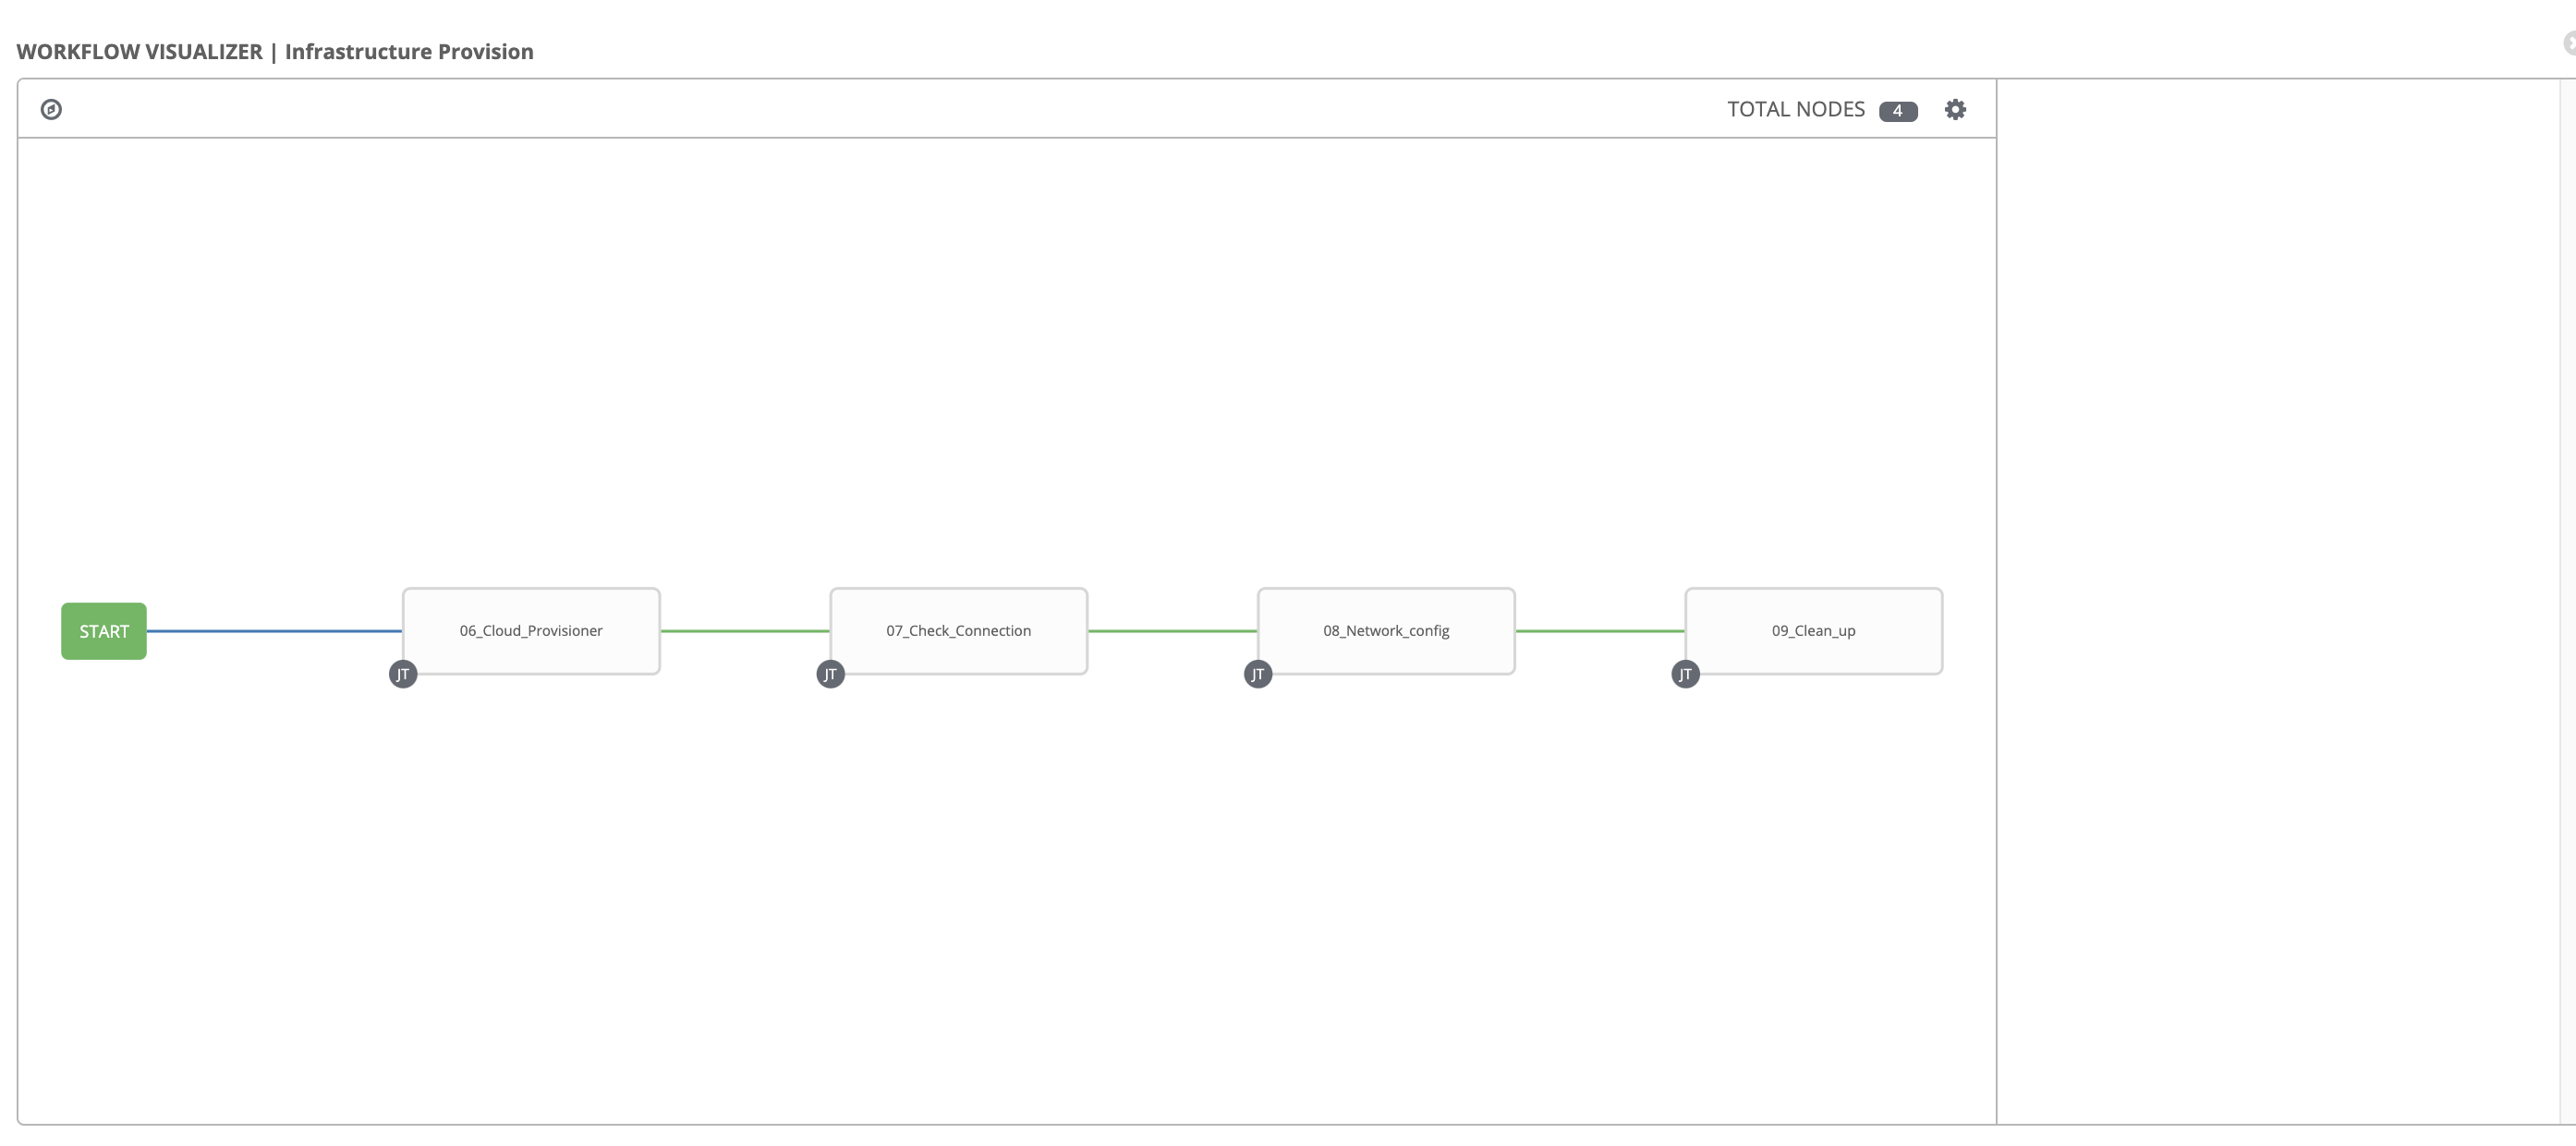 WORKFLOW VISUALIZER | Infrastructure Provision
TOTAL NODES 4
START
06_Cloud_Provisioner
JT
07_Check_Connection
JT
08_Network_config
JT
09_Clean_up
JT